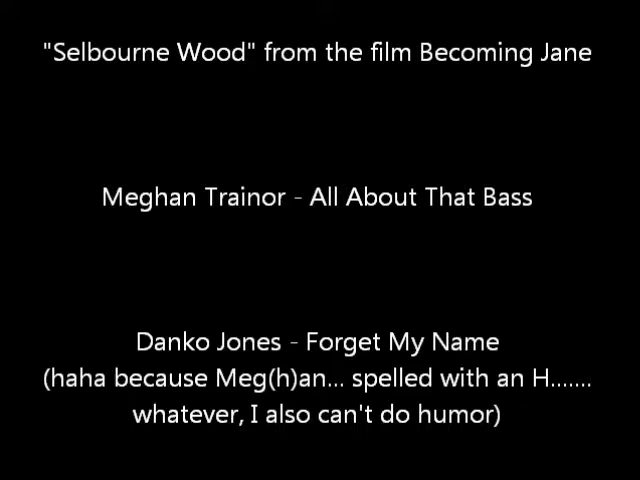 "Selbourne Wood" from the film Becoming Jane
Meghan Trainor - All About That Bass
Danko Jones - Forget My Name
(haha because Meg(h)an... spelled with an H.......
whatever, I also can't do humor)